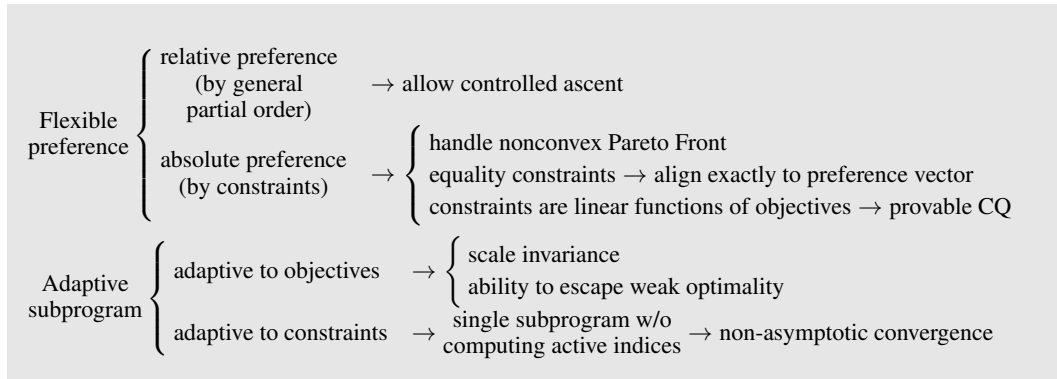 Flexible
preference
relative preference
(by general
partial order)
→ allow controlled ascent
absolute preference
(by constraints)
→
handle nonconvex Pareto Front
equality constraints → align exactly to preference vector
constraints are linear functions of objectives → provable CQ
Adaptive
subprogram
adaptive to objectives
→
scale invariance
ability to escape weak optimality
adaptive to constraints
→ single subprogram w/o
computing active indices
→ non-asymptotic convergence